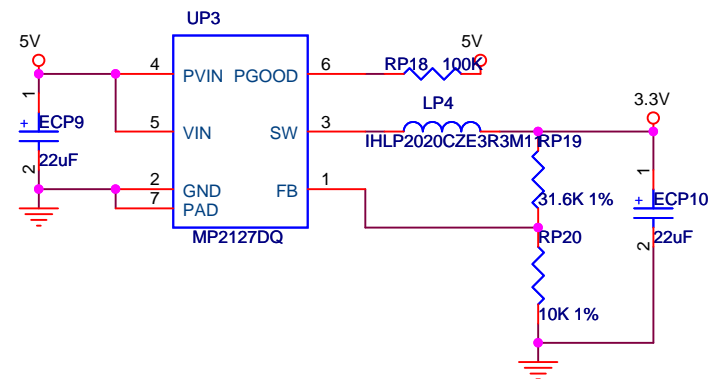 UP3
5V
4
PVIN
PGOOD
6
RP18
100K
5V
LP4
3.3V
1
+
ECP9
22uF
2
5
VIN
SW
3
IHLP2020CZE3R3M11
RP19
31.6K 1%
2
GND
FB
1
7
PAD
MP2127DQ
1
+
ECP10
22uF
2
RP20
10K 1%